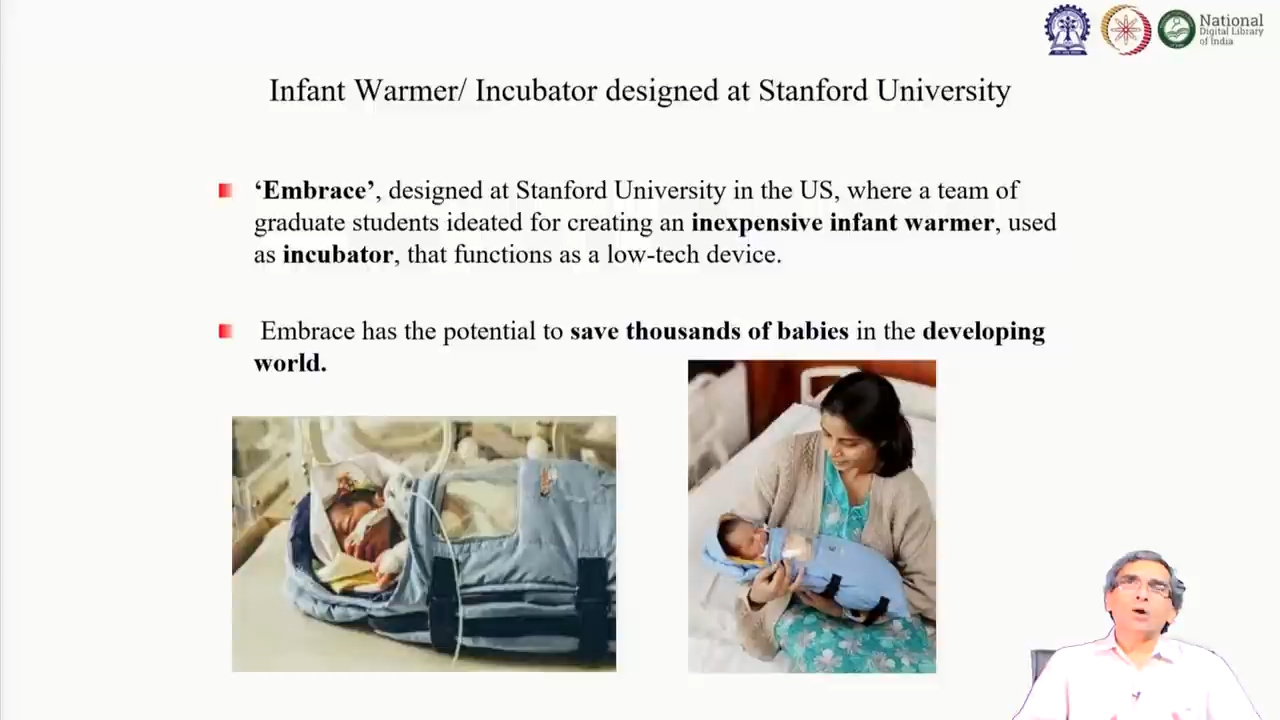 National
Digital Library
of India
Infant Warmer/ Incubator designed at Stanford University
‘Embrace’, designed at Stanford University in the US, where a team of
graduate students ideated for creating an inexpensive infant warmer, used
as incubator, that functions as a low-tech device.
Embrace has the potential to save thousands of babies in the developing
world.